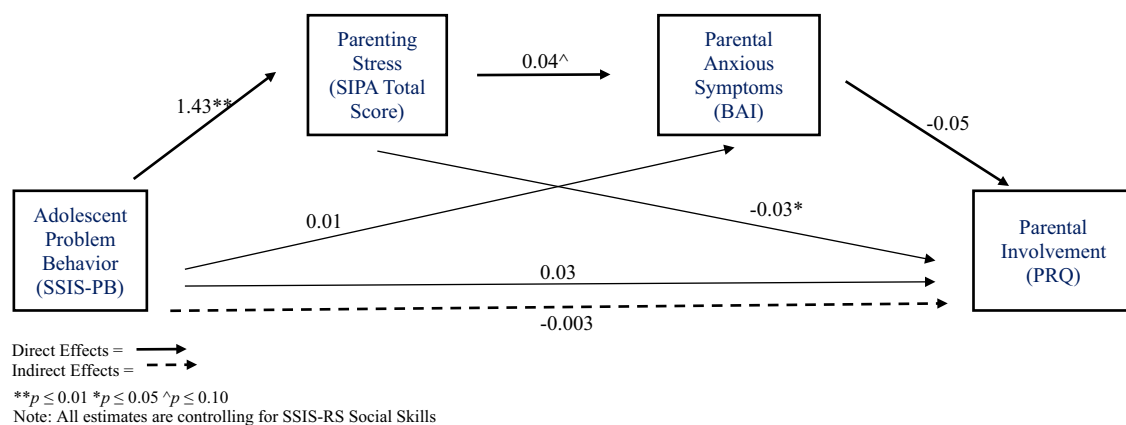 Parenting
Stress
(SIPA Total
Score)
0.04^
Parental
Anxious
Symptoms
(BAI)
1.43**
-0.05
Adolescent
Problem
Behavior
(SSIS-PB)
0.01
-0.03*
Parental
Involvement
(PRQ)
0.03
-0.003
Direct Effects =
Indirect Effects =
**p ≤ 0.01 *p ≤ 0.05 ^p ≤ 0.10
Note: All estimates are controlling for SSIS-RS Social Skills